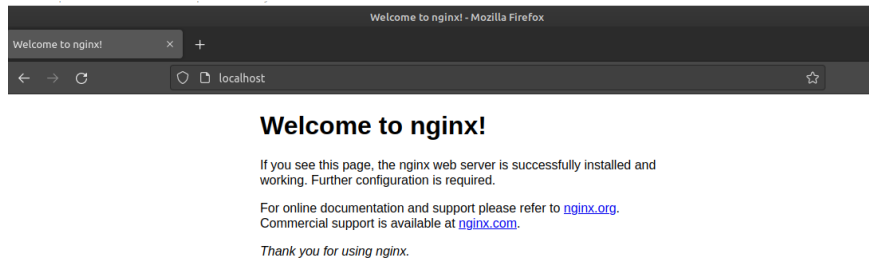 Welcome to nginx! - Mozilla Firefox
Welcome to nginx!
localhost
Welcome to nginx!
If you see this page, the nginx web server is successfully installed and
working. Further configuration is required.
For online documentation and support please refer to nginx.org.
Commercial support is available at nginx.com.
Thank you for using nginx.